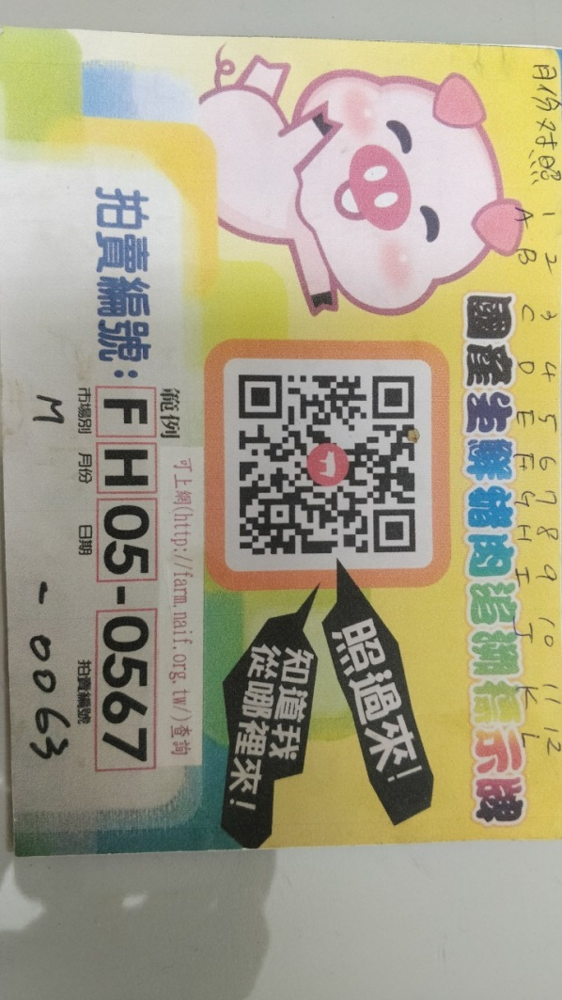 月份対照 1 2 3 4 5 6 7 8 9 10 11 12
A B C D E F G H I J K L
國產生鮮豬肉追溯標示牌
照過來!
知道我
從哪裡來!
範例 可上網(http://farm.naif.org.tw/)查詢
拍賣編號: F H 05-0567
市場別 月份 日期 拍賣編號
M - 0063